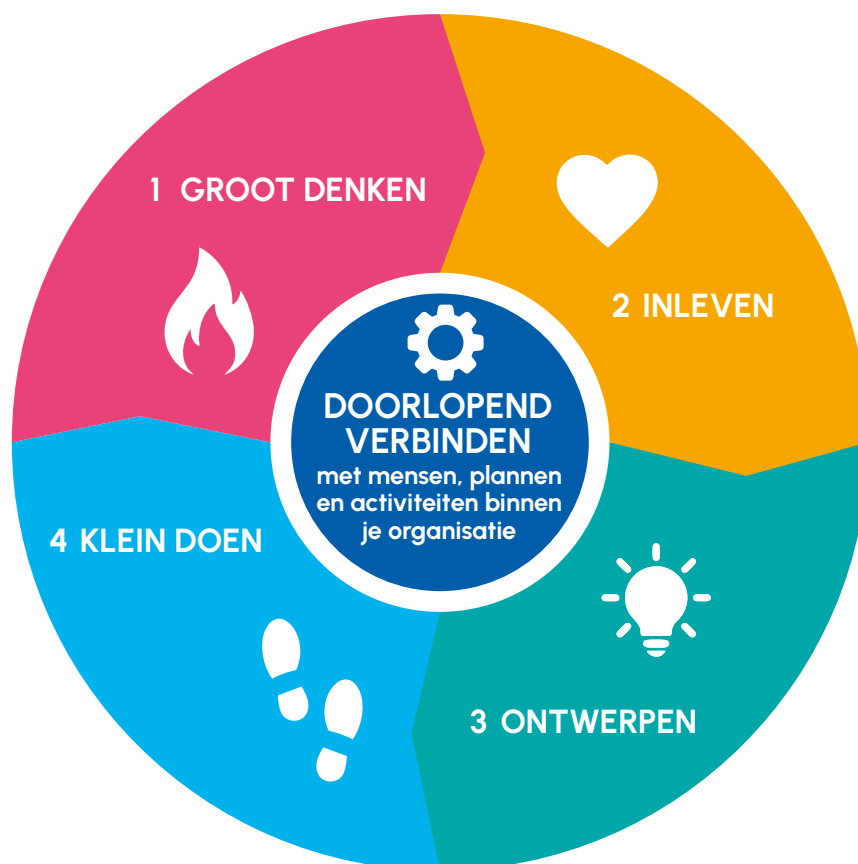 1 GROOT DENKEN
2 INLEVEN
DOORLOPEND
VERBINDEN
met mensen, plannen
en activiteiten binnen
je organisatie
3 ONTWERPEN
4 KLEIN DOEN